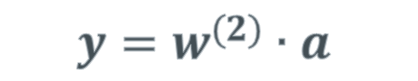 y = w⁽²⁾ · a